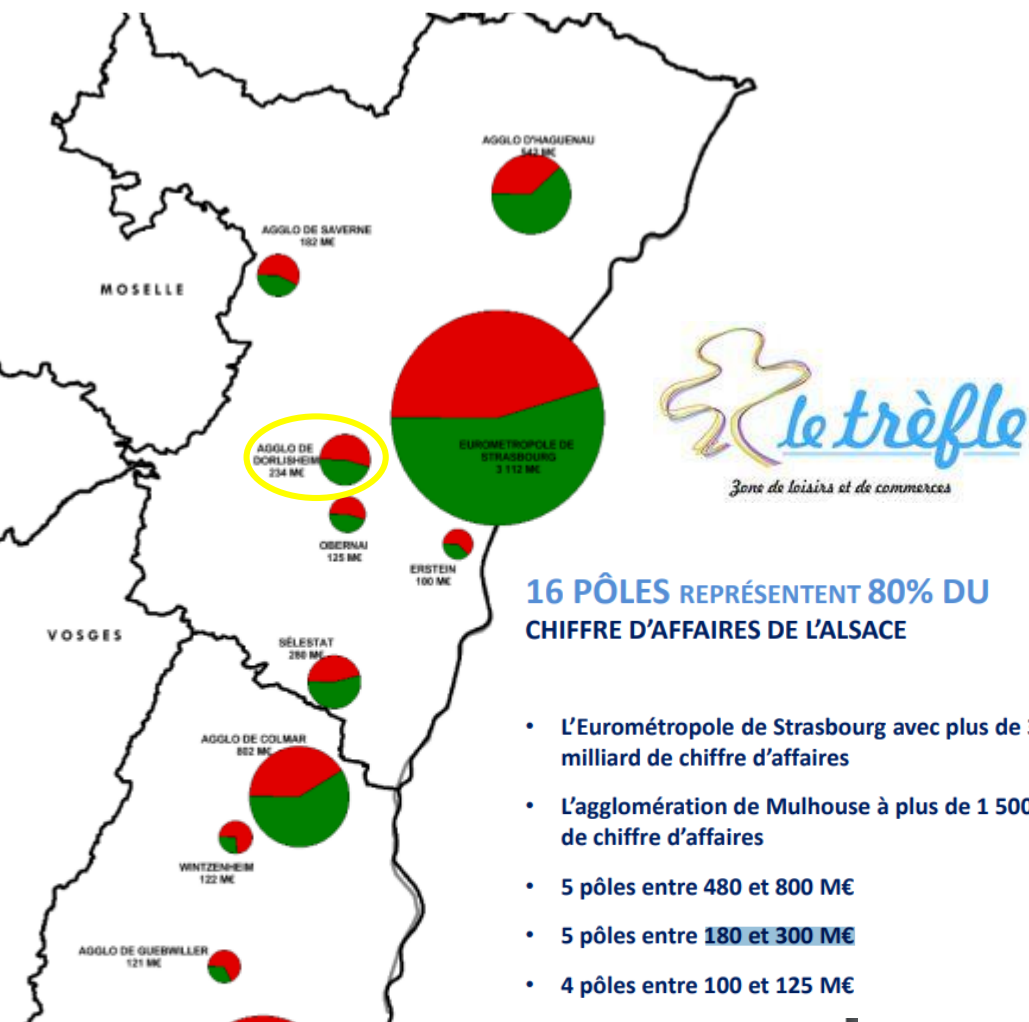 AGGLO D'HAGUENAU
542 M€
AGGLO DE SAVERNE
182 M€
MOSELLE
le trèfle
Zone de loisirs et de commerces
AGGLO DE
DORLISHEIM
234 M€
EUROMETROPOLE DE
STRASBOURG
3 112 M€
OBERNAI
125 M€
ERSTEIN
100 M€
16 PÔLES REPRÉSENTENT 80% DU
CHIFFRE D'AFFAIRES DE L'ALSACE
VOSGES
SÉLESTAT
280 M€
• L'Eurométropole de Strasbourg avec plus de 3
milliard de chiffre d'affaires
AGGLO DE COLMAR
802 M€
• L'agglomération de Mulhouse à plus de 1 500
de chiffre d'affaires
WINTZENHEIM
122 M€
• 5 pôles entre 480 et 800 M€
• 5 pôles entre 180 et 300 M€
AGGLO DE GUEBWILLER
121 M€
• 4 pôles entre 100 et 125 M€